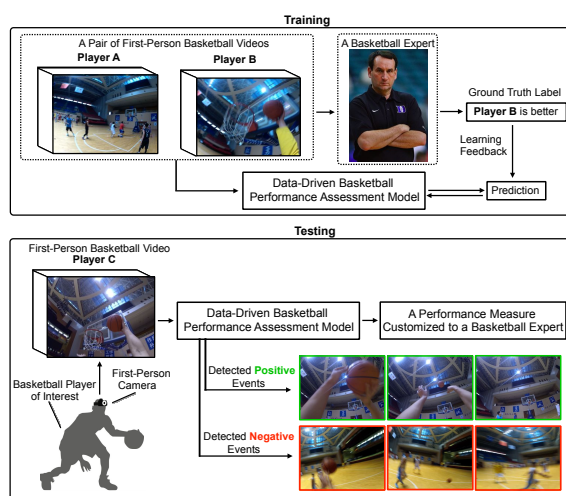 Training
A Pair of First-Person Basketball Videos
Player A
Player B
A Basketball Expert
Ground Truth Label
Player B is better
Learning
Feedback
Data-Driven Basketball
Performance Assessment Model
Prediction
Testing
First-Person Basketball Video
Player C
Data-Driven Basketball
Performance Assessment Model
A Performance Measure
Customized to a Basketball Expert
First-Person
Camera
Basketball Player
of Interest
Detected Positive
Events
Detected Negative
Events